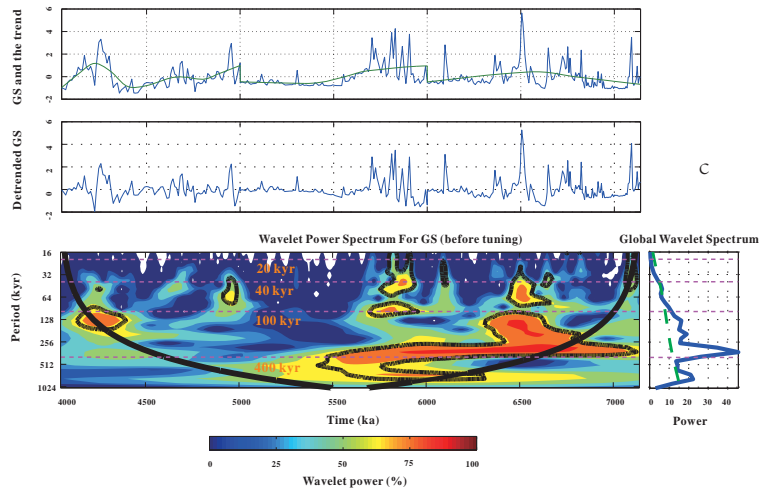 GS and the trend
6
4
2
0
-2
Detrended GS
6
4
2
0
-2
C
Wavelet Power Spectrum For GS (before tuning)
Global Wavelet Spectrum
Period (kyr)
16
32
64
128
256
512
1024
20 kyr
40 kyr
100 kyr
400 kyr
4000 4500 5000 5500 6000 6500 7000
Time (ka)
0 10 20 30 40
Power
0 25 50 75 100
Wavelet power (%)